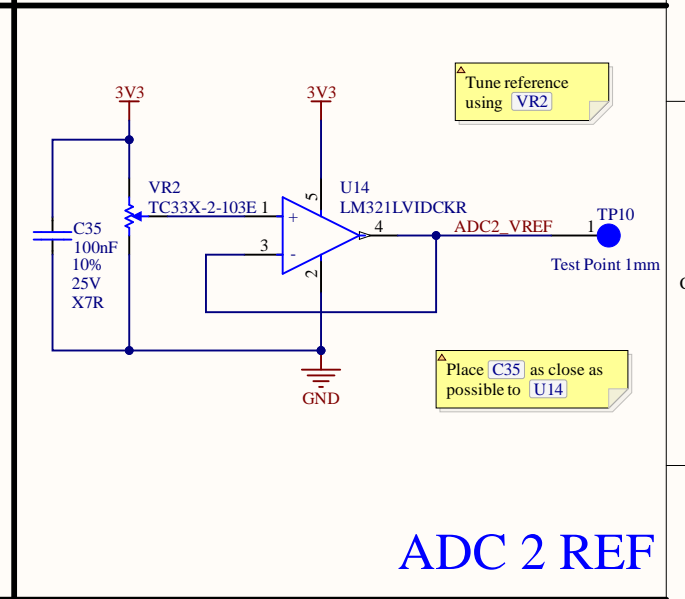 Tune reference
using VR2
3V3
3V3
VR2
TC33X-2-103E
1
+
3
-
5
2
U14
LM321LVIDCKR
4
ADC2_VREF
1
TP10
Test Point 1mm
C35
100nF
10%
25V
X7R
GND
Place C35 as close as
possible to U14
ADC 2 REF